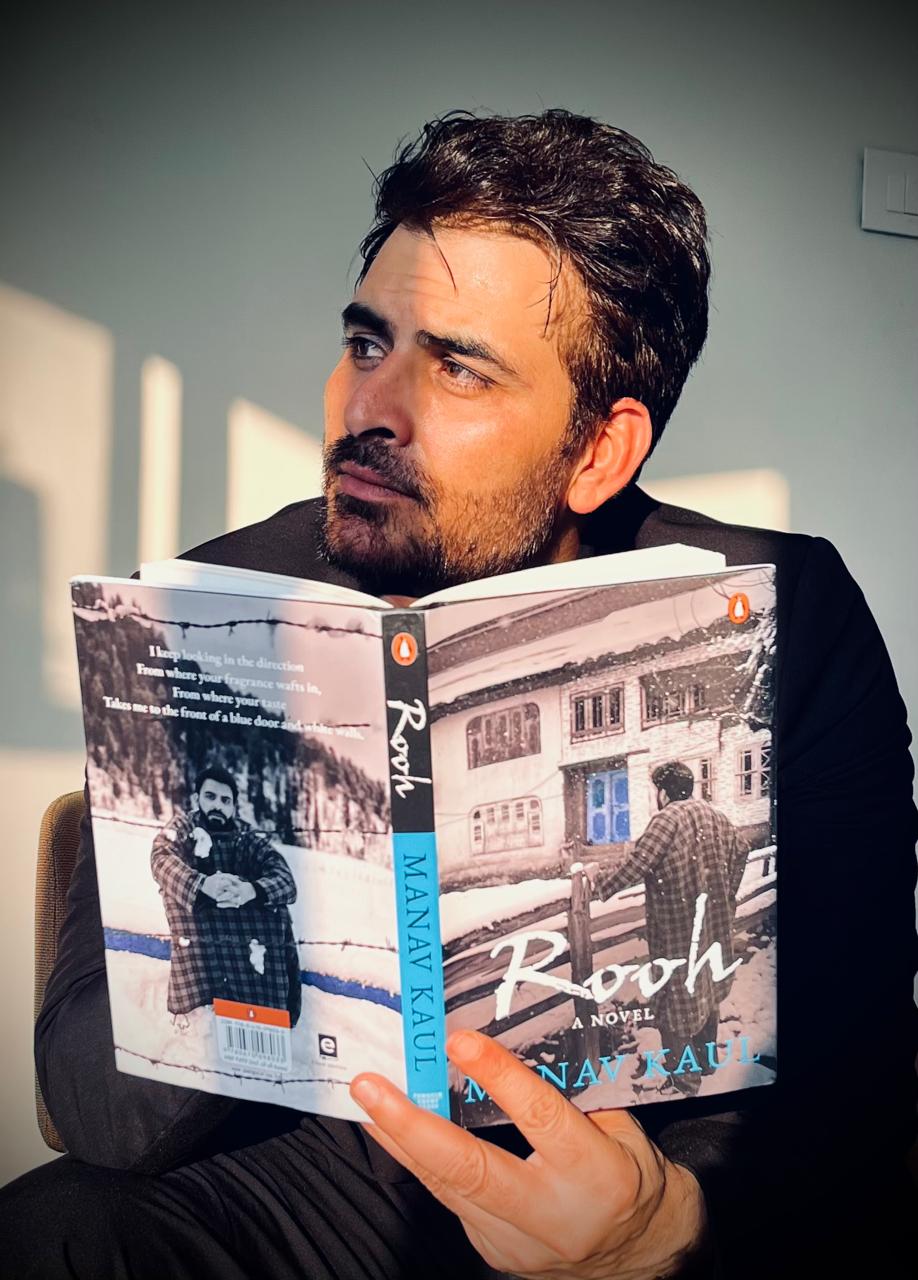 I keep looking in the direction
From where your fragrance wafts in,
From where your taste
Takes me to the front of a blue door and white walls.
Rooh
MANAV KAUL
Rooh
A NOVEL
MANAV KAUL